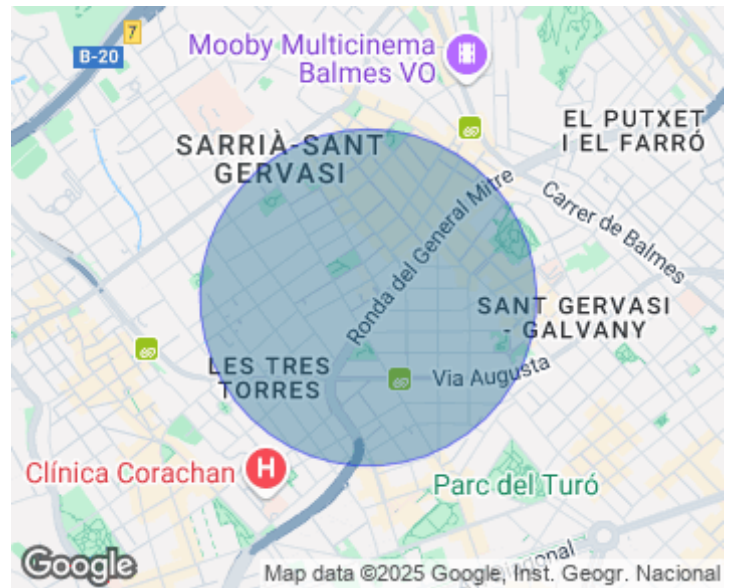 7
B-20
Mooby Multicinema
Balmes VO
EL PUTXET
I EL FARRÓ
SARRIÀ-SANT
GERVASI
Ronda del General Mitre
Carrer de Balmes
SANT GERVASI
- GALVANY
LES TRES
TORRES
Via Augusta
Clínica Corachan
H
Parc del Turó
Google
Map data ©2025 Google, Inst. Geogr. Nacional